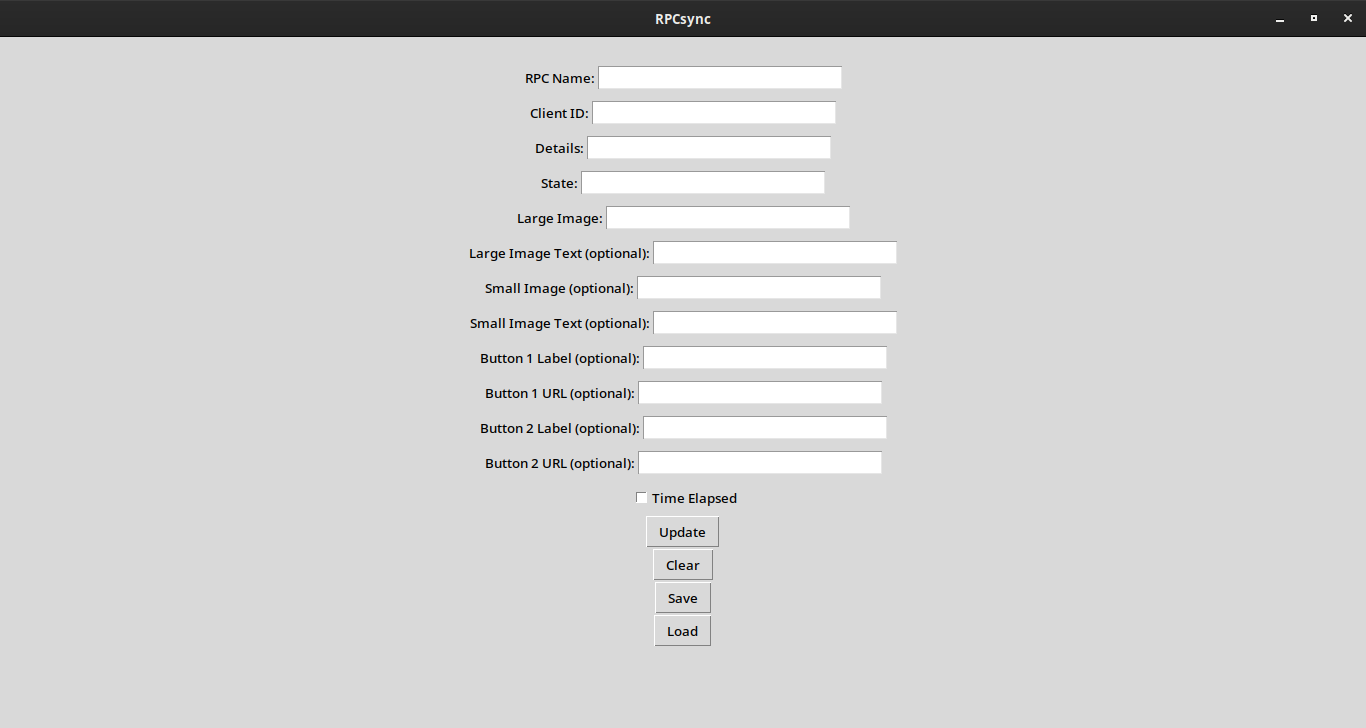 RPCsync
RPC Name:
Client ID:
Details:
State:
Large Image:
Large Image Text (optional):
Small Image (optional):
Small Image Text (optional):
Button 1 Label (optional):
Button 1 URL (optional):
Button 2 Label (optional):
Button 2 URL (optional):
Time Elapsed
Update
Clear
Save
Load